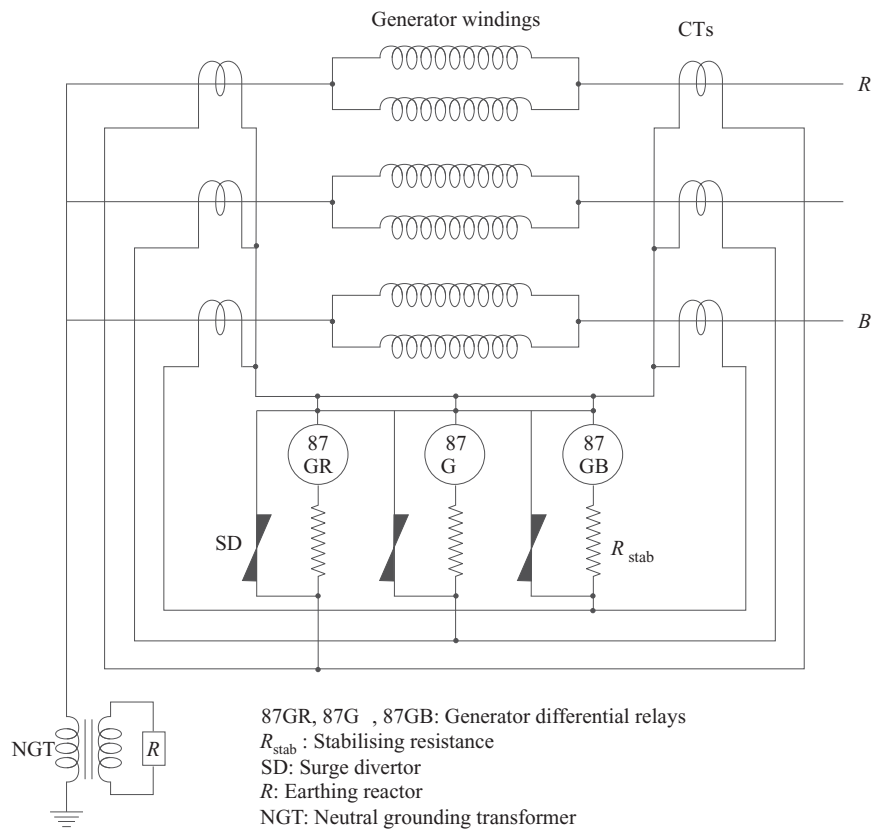 Generator windings
CTs
R
B
87
GR
87
G
87
GB
SD
R stab
NGT
R
87GR, 87G , 87GB: Generator differential relays
Rstab : Stabilising resistance
SD: Surge divertor
R: Earthing reactor
NGT: Neutral grounding transformer